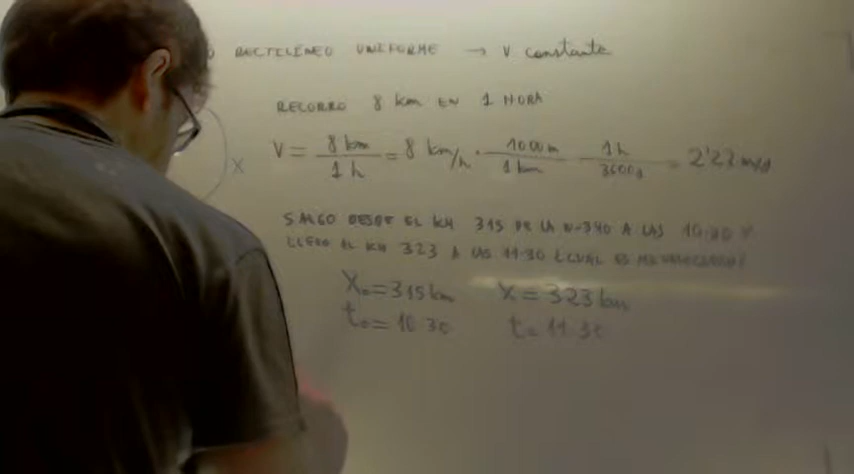 O RECTILÍNEO UNIFORME → V constante
RECORRO 8 km EN 1 HORA
X
V = 8 km / 1 h = 8 km/h · 1000 m / 1 km 1 h / 3600 s = 2'22 m/s
SALGO DESDE EL KM 315 DE LA N-340 A LAS 10:30 Y
LLEGO AL KM 323 A LAS 11:30 ¿CUÁL ES MI VELOCIDAD?
X₀ = 315 km X = 323 km
t₀ = 10:30 t = 11:30